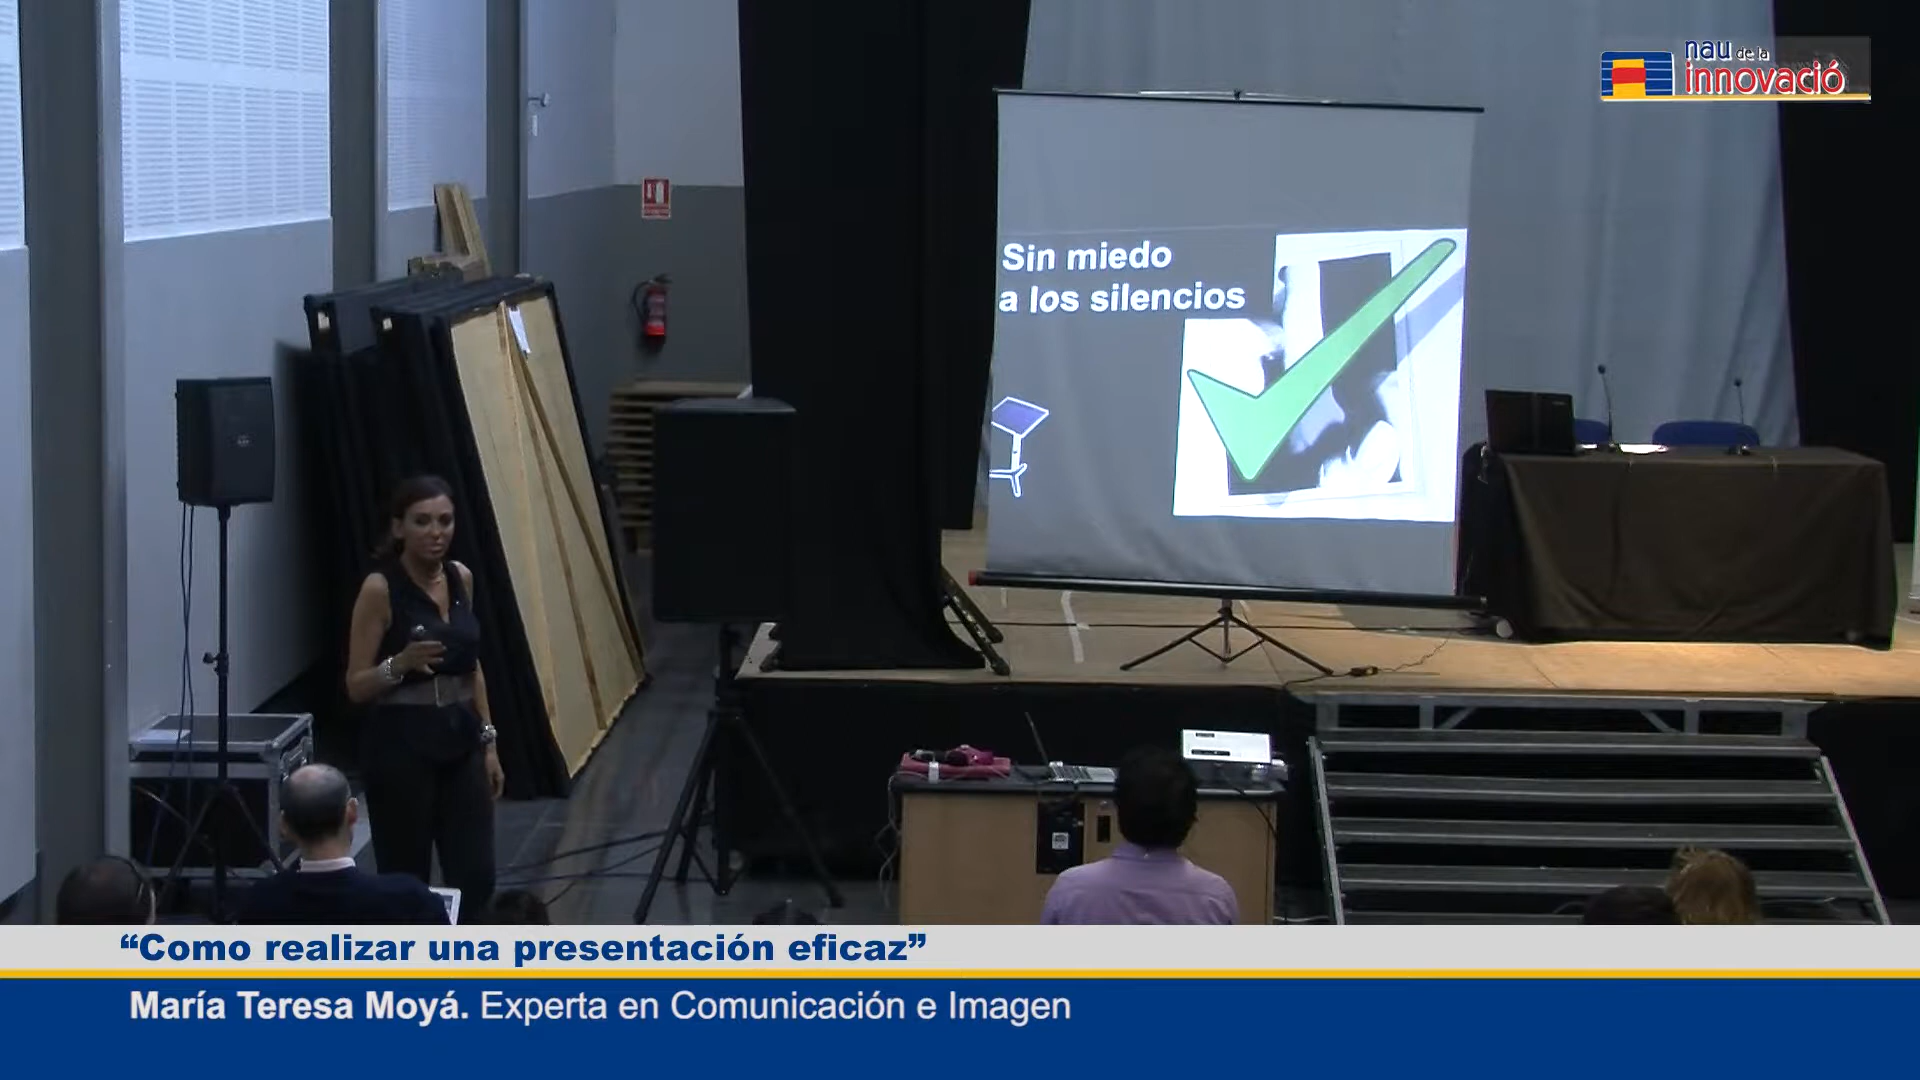 nau de la
innovació
Sin miedo
a los silencios
“Como realizar una presentación eficaz”
María Teresa Moyá. Experta en Comunicación e Imagen